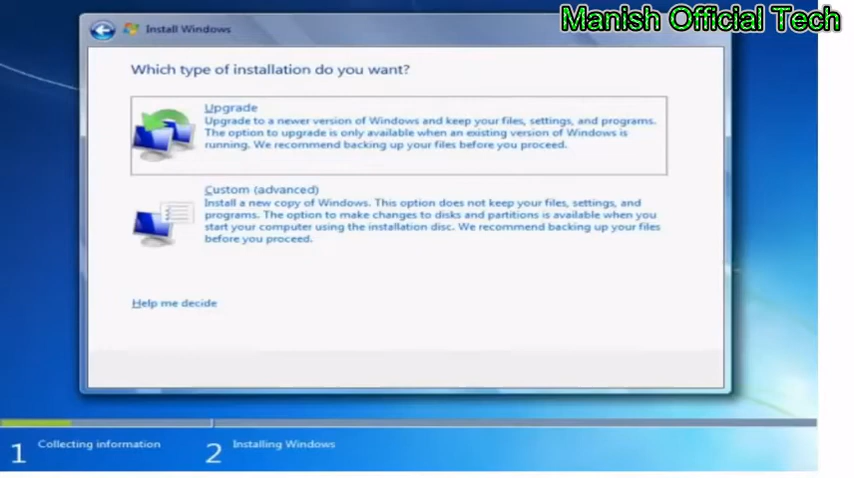 Manish Official Tech
Install Windows
Which type of installation do you want?
Upgrade
Upgrade to a newer version of Windows and keep your files, settings, and programs.
The option to upgrade is only available when an existing version of Windows is
running. We recommend backing up your files before you proceed.
Custom (advanced)
Install a new copy of Windows. This option does not keep your files, settings, and
programs. The option to make changes to disks and partitions is available when you
start your computer using the installation disc. We recommend backing up your files
before you proceed.
Help me decide
1 Collecting information 2 Installing Windows